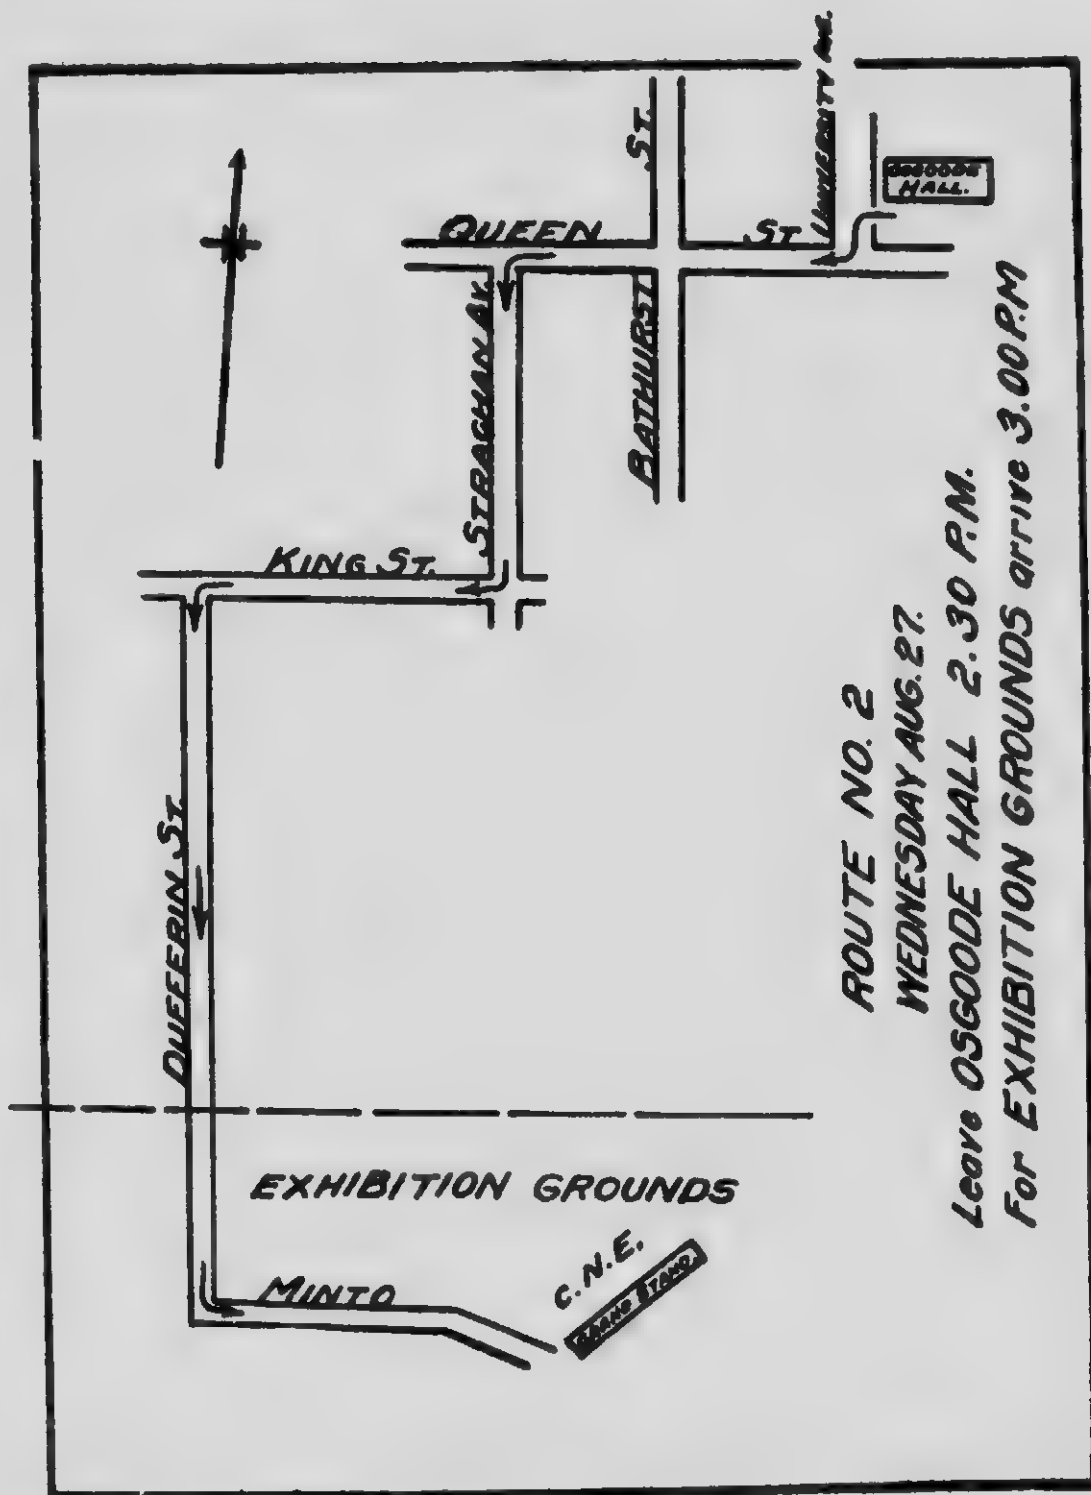 UNIVERSITY AVE.
OSGOODE
HALL.
QUEEN ST
BATHURST ST.
STRACHAN AV.
KING ST.
DUFFERIN ST
EXHIBITION GROUNDS
MINTO
C.N.E.
GRAND STAND.
ROUTE NO. 2
WEDNESDAY AUG. 27.
Leave OSGOODE HALL 2.30 P.M.
For EXHIBITION GROUNDS arrive 3.00 P.M